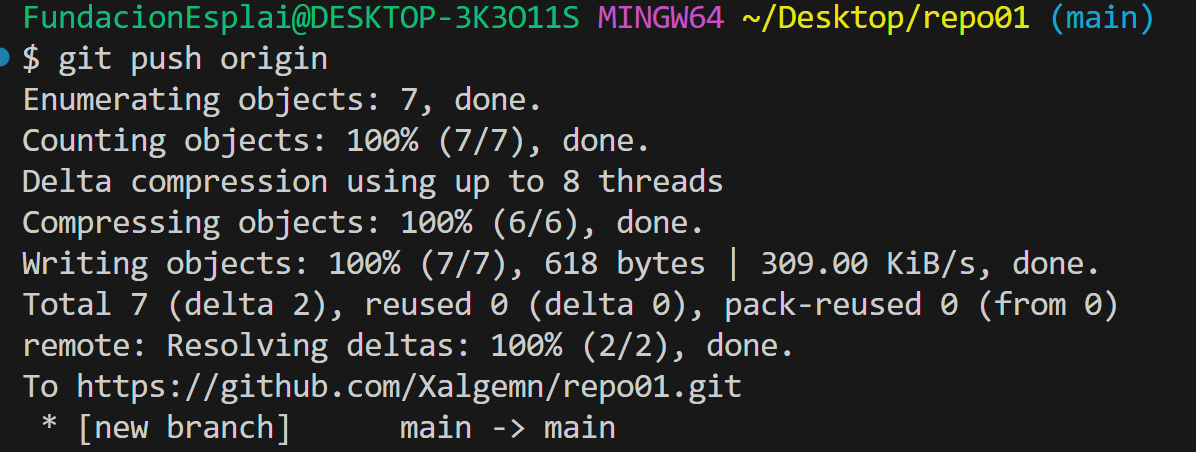 FundacionEsplai@DESKTOP-3K3O11S MINGW64 ~/Desktop/repo01 (main)
$ git push origin
Enumerating objects: 7, done.
Counting objects: 100% (7/7), done.
Delta compression using up to 8 threads
Compressing objects: 100% (6/6), done.
Writing objects: 100% (7/7), 618 bytes | 309.00 KiB/s, done.
Total 7 (delta 2), reused 0 (delta 0), pack-reused 0 (from 0)
remote: Resolving deltas: 100% (2/2), done.
To https://github.com/Xalgemn/repo01.git
 * [new branch]      main -> main